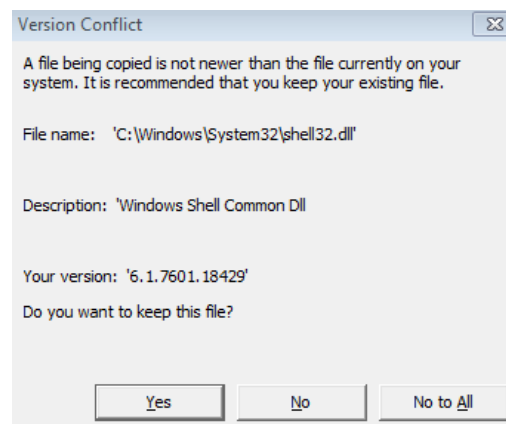 Version Conflict
A file being copied is not newer than the file currently on your
system. It is recommended that you keep your existing file.
File name: 'C:\Windows\System32\shell32.dll'
Description: 'Windows Shell Common Dll
Your version: '6.1.7601.18429'
Do you want to keep this file?
Yes No No to All